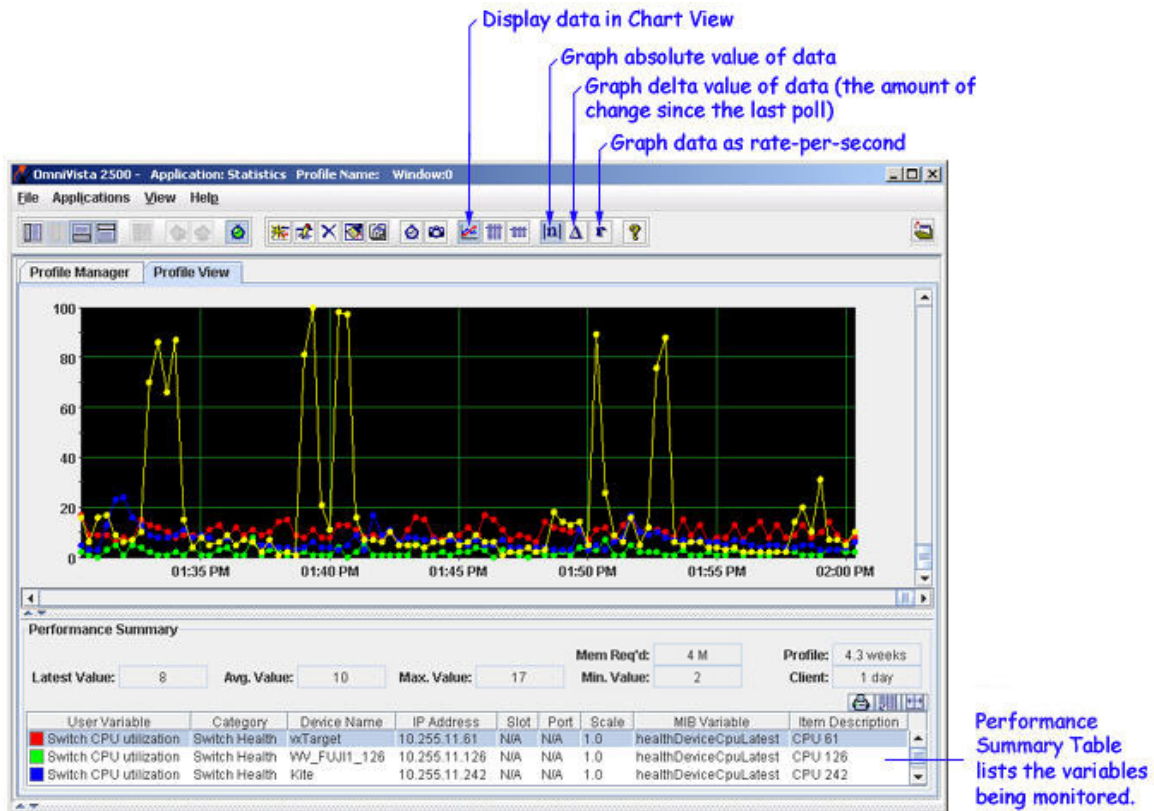 Display data in Chart View
Graph absolute value of data
Graph delta value of data (the amount of
change since the last poll)
Graph data as rate-per-second
OmniVista 2500 - Application: Statistics Profile Name: Window:0
File Applications View Help
|n| Δ r ?
Profile Manager Profile View
100
80
60
40
20
0
01:35 PM 01:40 PM 01:45 PM 01:50 PM 01:55 PM 02:00 PM
Performance Summary
Mem Req'd: 4 M Profile: 4.3 weeks
Latest Value: 8 Avg. Value: 10 Max. Value: 17 Min. Value: 2 Client: 1 day
User Variable Category Device Name IP Address Slot Port Scale MIB Variable Item Description
Switch CPU utilization Switch Health vxTarget 10.255.11.61 N/A N/A 1.0 healthDeviceCpuLatest CPU 61
Switch CPU utilization Switch Health WV_FUJI1_126 10.255.11.126 N/A N/A 1.0 healthDeviceCpuLatest CPU 126
Switch CPU utilization Switch Health Kite 10.255.11.242 N/A N/A 1.0 healthDeviceCpuLatest CPU 242
Performance
Summary Table
lists the variables
being monitored.